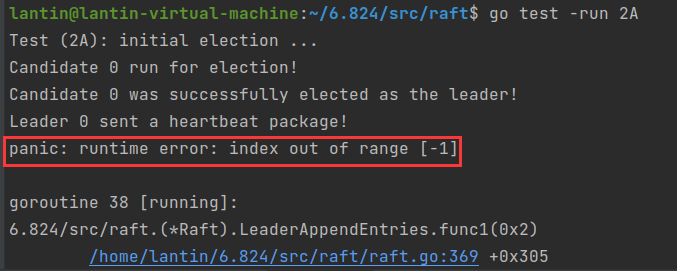 lantin@lantin-virtual-machine:~/6.824/src/raft$ go test -run 2A
Test (2A): initial election ...
Candidate 0 run for election!
Candidate 0 was successfully elected as the leader!
Leader 0 sent a heartbeat package!
panic: runtime error: index out of range [-1]
goroutine 38 [running]:
6.824/src/raft.(*Raft).LeaderAppendEntries.func1(0x2)
/home/lantin/6.824/src/raft/raft.go:369 +0x305